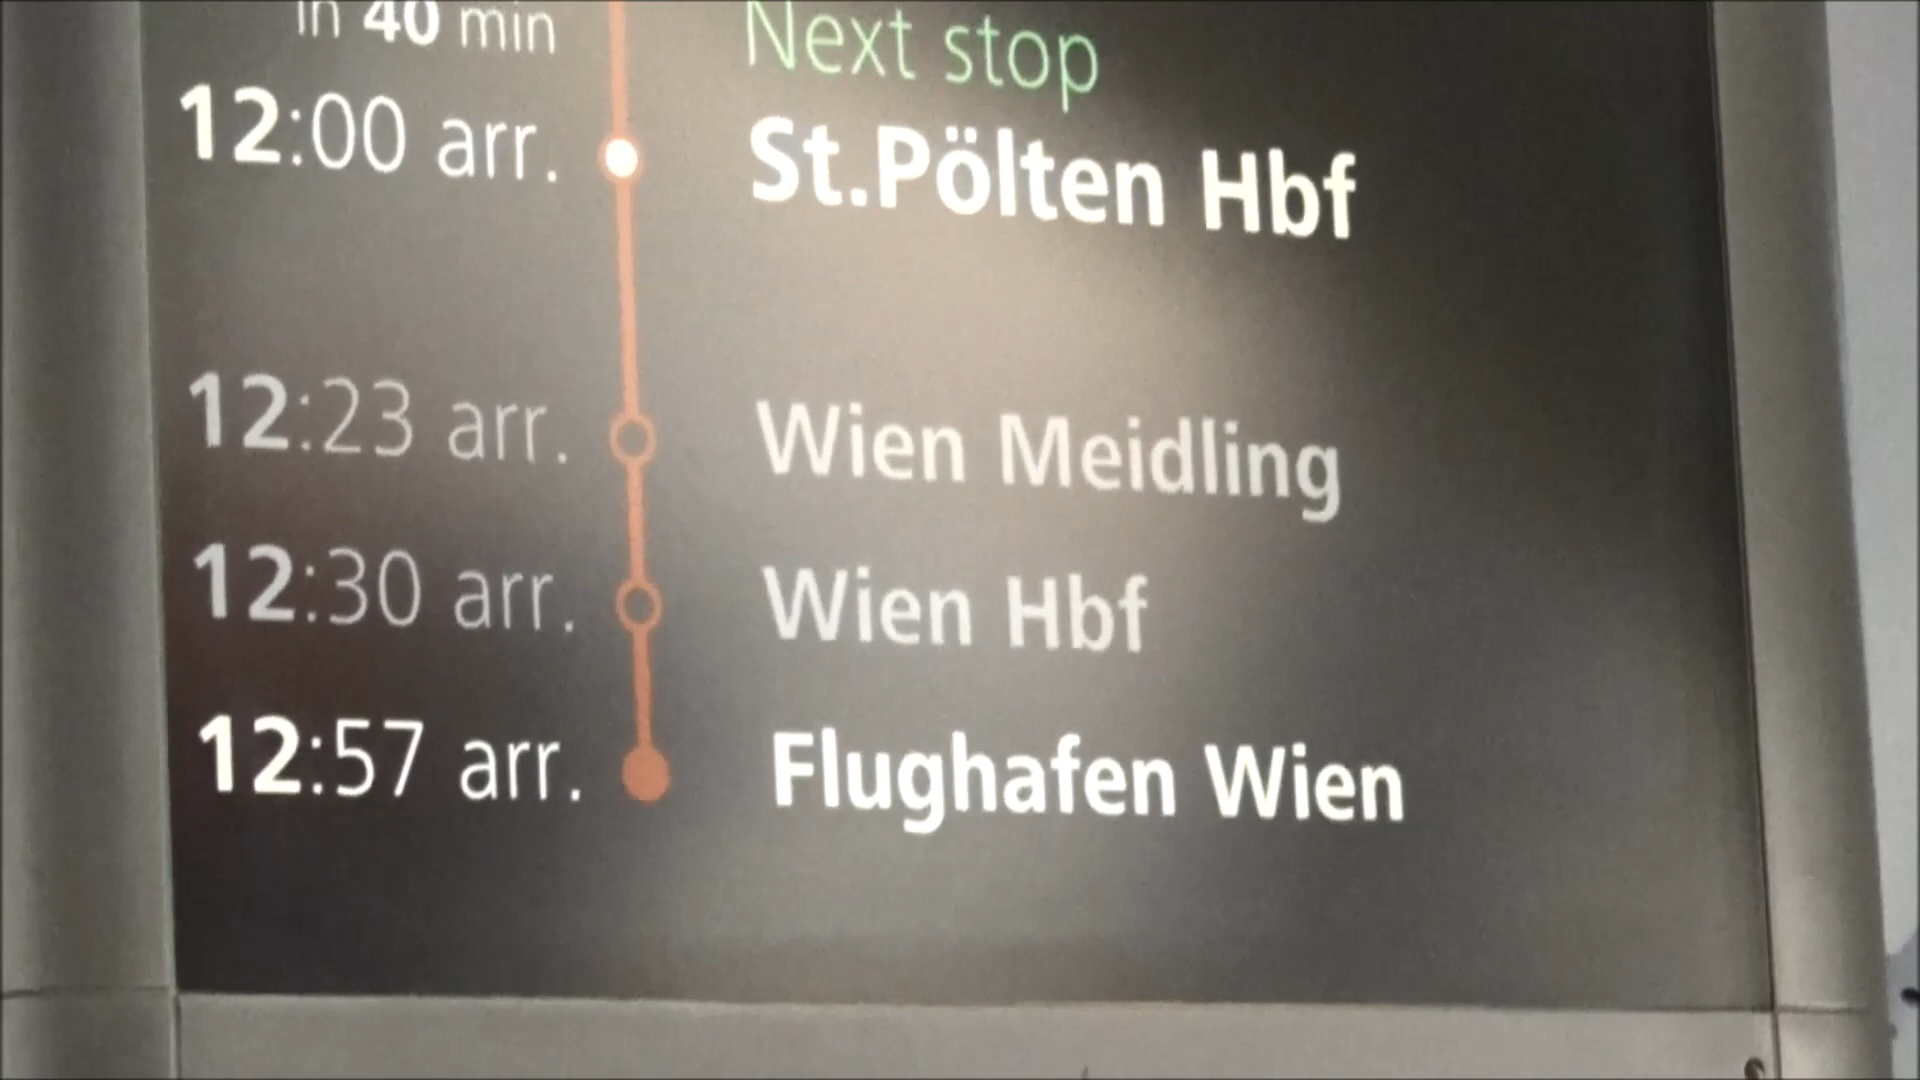 in 40 min
Next stop
12:00 arr. St.Pölten Hbf
12:23 arr. Wien Meidling
12:30 arr. Wien Hbf
12:57 arr. Flughafen Wien